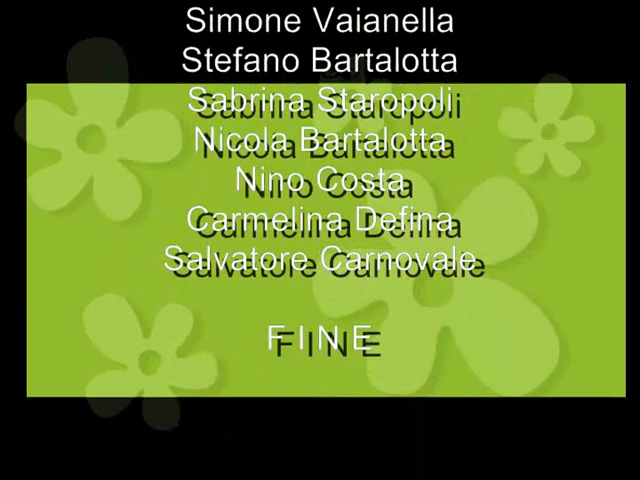 Simone Vaianella
Stefano Bartalotta
Sabrina Staropoli
Nicola Bartalotta
Nino Costa
Carmelina Defina
Salvatore Carnovale
F I N E